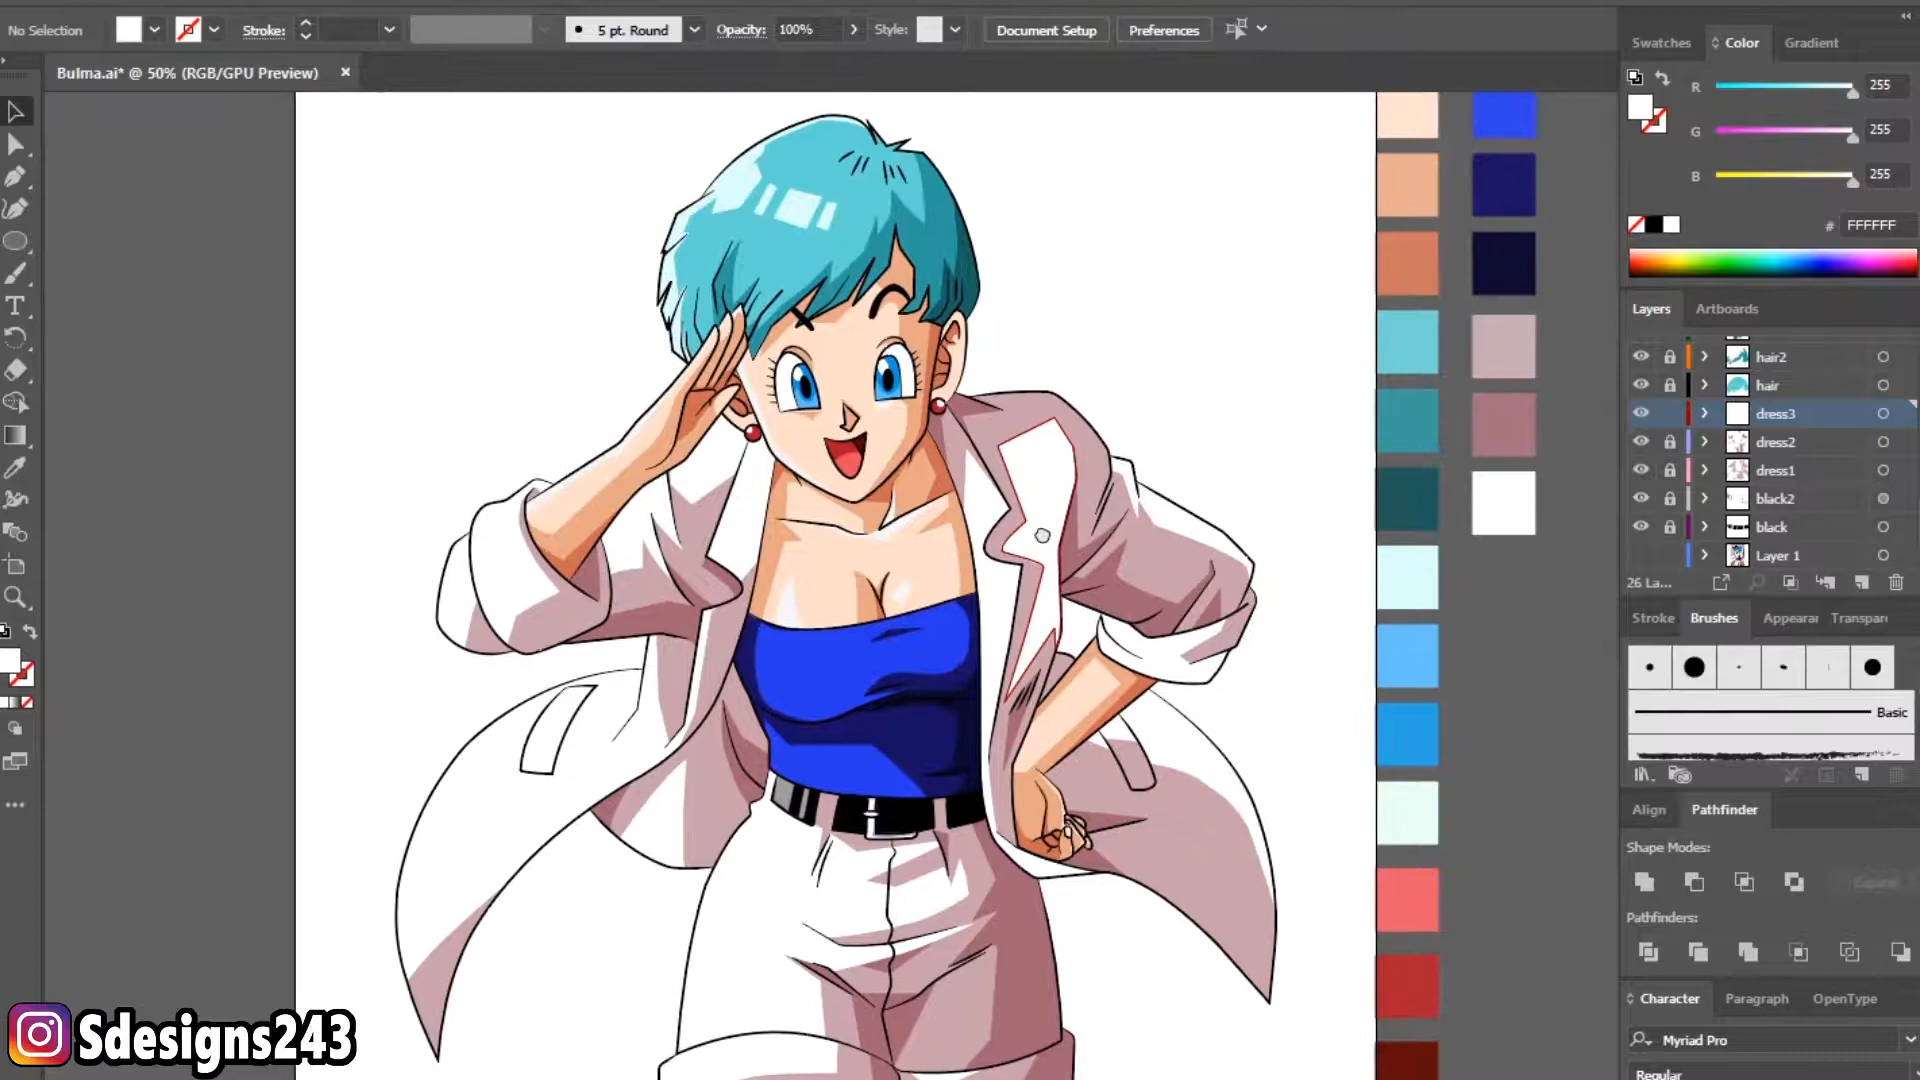 No Selection
Stroke:
5 pt. Round
Opacity: 100%
Style:
Document Setup
Preferences
Bulma.ai* @ 50% (RGB/GPU Preview) ×
Swatches Color Gradient
R 255
G 255
B 255
# FFFFFF
Layers Artboards
hair2
hair
dress3
dress2
dress1
black2
black
Layer 1
26 La...
Stroke Brushes Appearar Transpare
Basic
Align Pathfinder
Shape Modes:
Pathfinders:
Character Paragraph OpenType
Myriad Pro
Regular
Sdesigns243